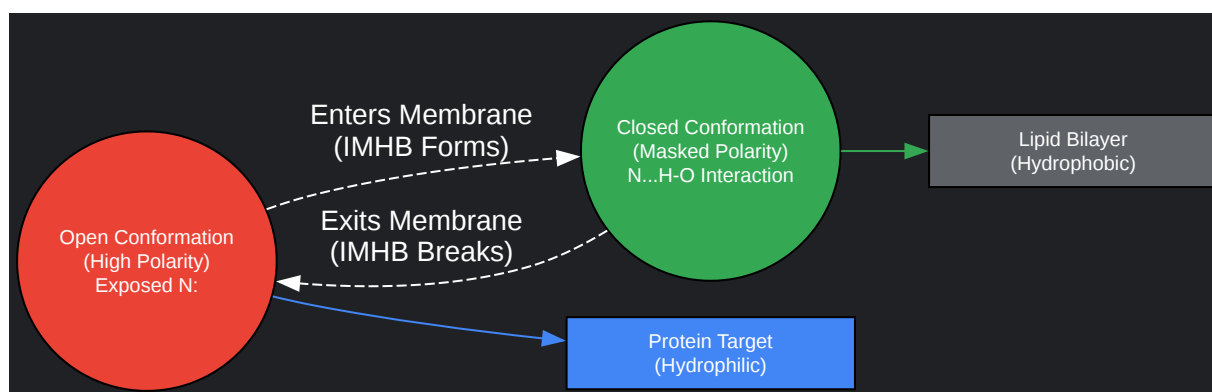 Enters Membrane
(IMHB Forms)
Closed Conformation
(Masked Polarity)
N...H-O Interaction
Lipid Bilayer
(Hydrophobic)
Open Conformation
(High Polarity)
Exposed N:
Exits Membrane
(IMHB Breaks)
Protein Target
(Hydrophilic)